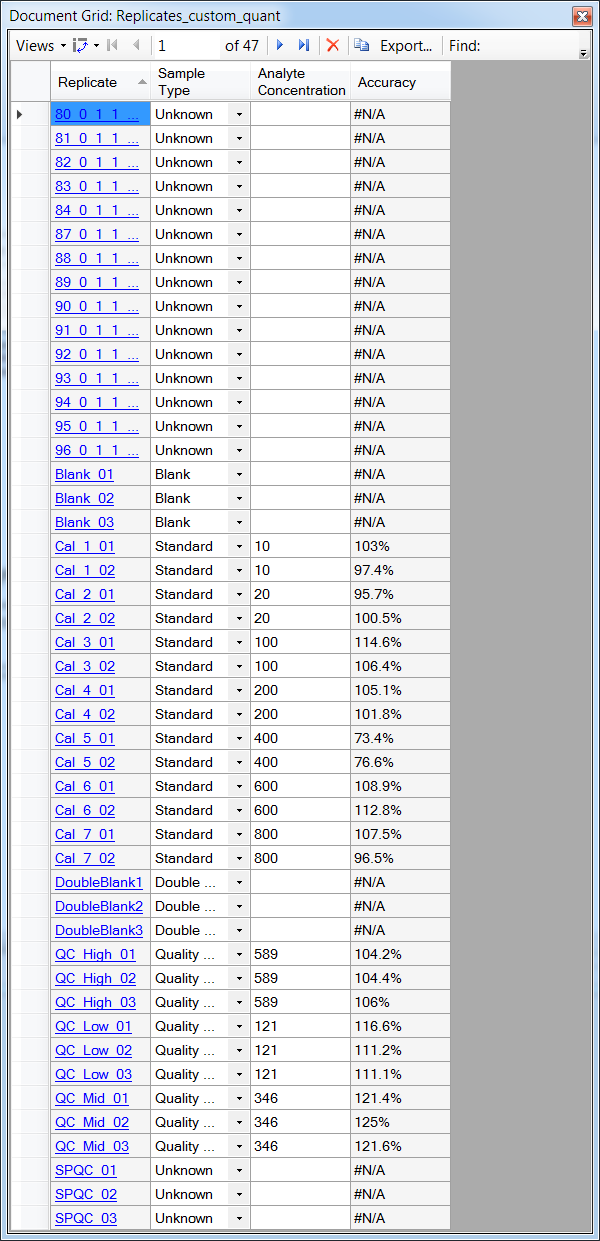 Document Grid: Replicates_custom_quant
Views 1 of 47 Export... Find:
Replicate Sample Type Analyte Concentration Accuracy
80_0_1_1_... Unknown #N/A
81_0_1_1_... Unknown #N/A
82_0_1_1_... Unknown #N/A
83_0_1_1_... Unknown #N/A
84_0_1_1_... Unknown #N/A
87_0_1_1_... Unknown #N/A
88_0_1_1_... Unknown #N/A
89_0_1_1_... Unknown #N/A
90_0_1_1_... Unknown #N/A
91_0_1_1_... Unknown #N/A
92_0_1_1_... Unknown #N/A
93_0_1_1_... Unknown #N/A
94_0_1_1_... Unknown #N/A
95_0_1_1_... Unknown #N/A
96_0_1_1_... Unknown #N/A
Blank_01 Blank #N/A
Blank_02 Blank #N/A
Blank_03 Blank #N/A
Cal_1_01 Standard 10 103%
Cal_1_02 Standard 10 97.4%
Cal_2_01 Standard 20 95.7%
Cal_2_02 Standard 20 100.5%
Cal_3_01 Standard 100 114.6%
Cal_3_02 Standard 100 106.4%
Cal_4_01 Standard 200 105.1%
Cal_4_02 Standard 200 101.8%
Cal_5_01 Standard 400 73.4%
Cal_5_02 Standard 400 76.6%
Cal_6_01 Standard 600 108.9%
Cal_6_02 Standard 600 112.8%
Cal_7_01 Standard 800 107.5%
Cal_7_02 Standard 800 96.5%
DoubleBlank1 Double ... #N/A
DoubleBlank2 Double ... #N/A
DoubleBlank3 Double ... #N/A
QC_High_01 Quality ... 589 104.2%
QC_High_02 Quality ... 589 104.4%
QC_High_03 Quality ... 589 106%
QC_Low_01 Quality ... 121 116.6%
QC_Low_02 Quality ... 121 111.2%
QC_Low_03 Quality ... 121 111.1%
QC_Mid_01 Quality ... 346 121.4%
QC_Mid_02 Quality ... 346 125%
QC_Mid_03 Quality ... 346 121.6%
SPQC_01 Unknown #N/A
SPQC_02 Unknown #N/A
SPQC_03 Unknown #N/A